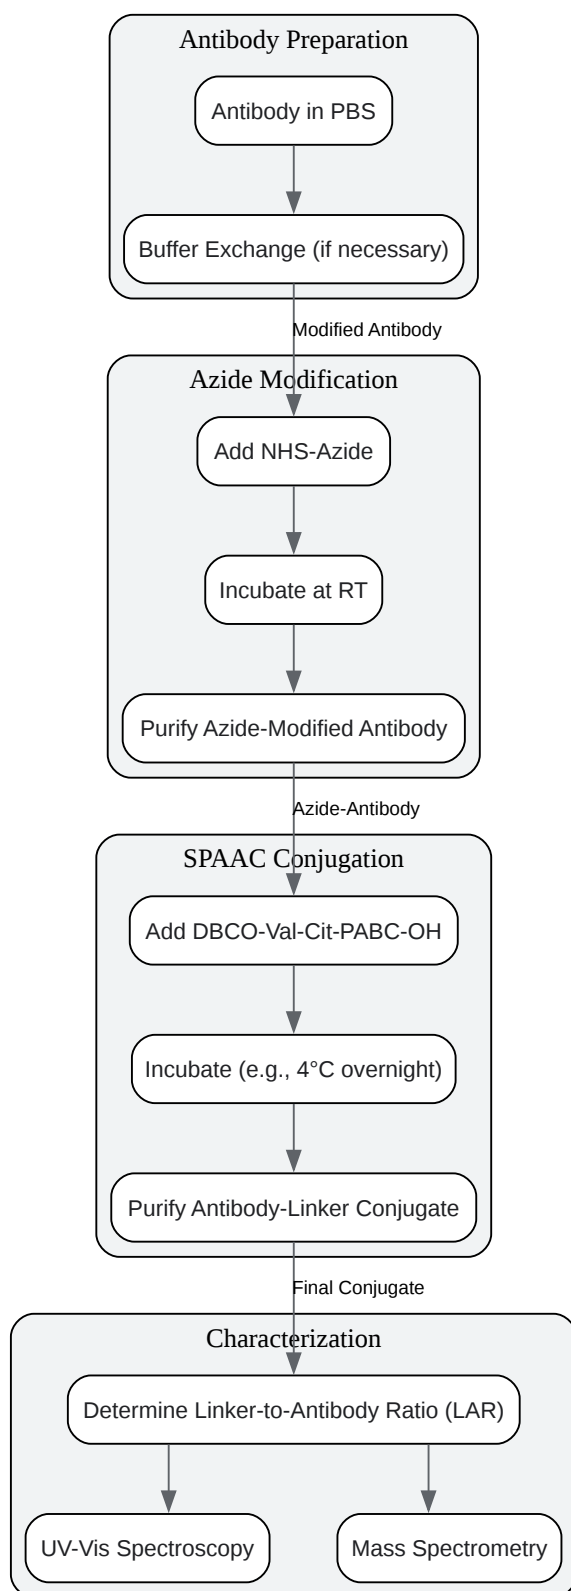 Antibody Preparation
Antibody in PBS
Buffer Exchange (if necessary)
Modified Antibody
Azide Modification
Add NHS-Azide
Incubate at RT
Purify Azide-Modified Antibody
Azide-Antibody
SPAAC Conjugation
Add DBCO-Val-Cit-PABC-OH
Incubate (e.g., 4°C overnight)
Purify Antibody-Linker Conjugate
Final Conjugate
Characterization
Determine Linker-to-Antibody Ratio (LAR)
UV-Vis Spectroscopy
Mass Spectrometry